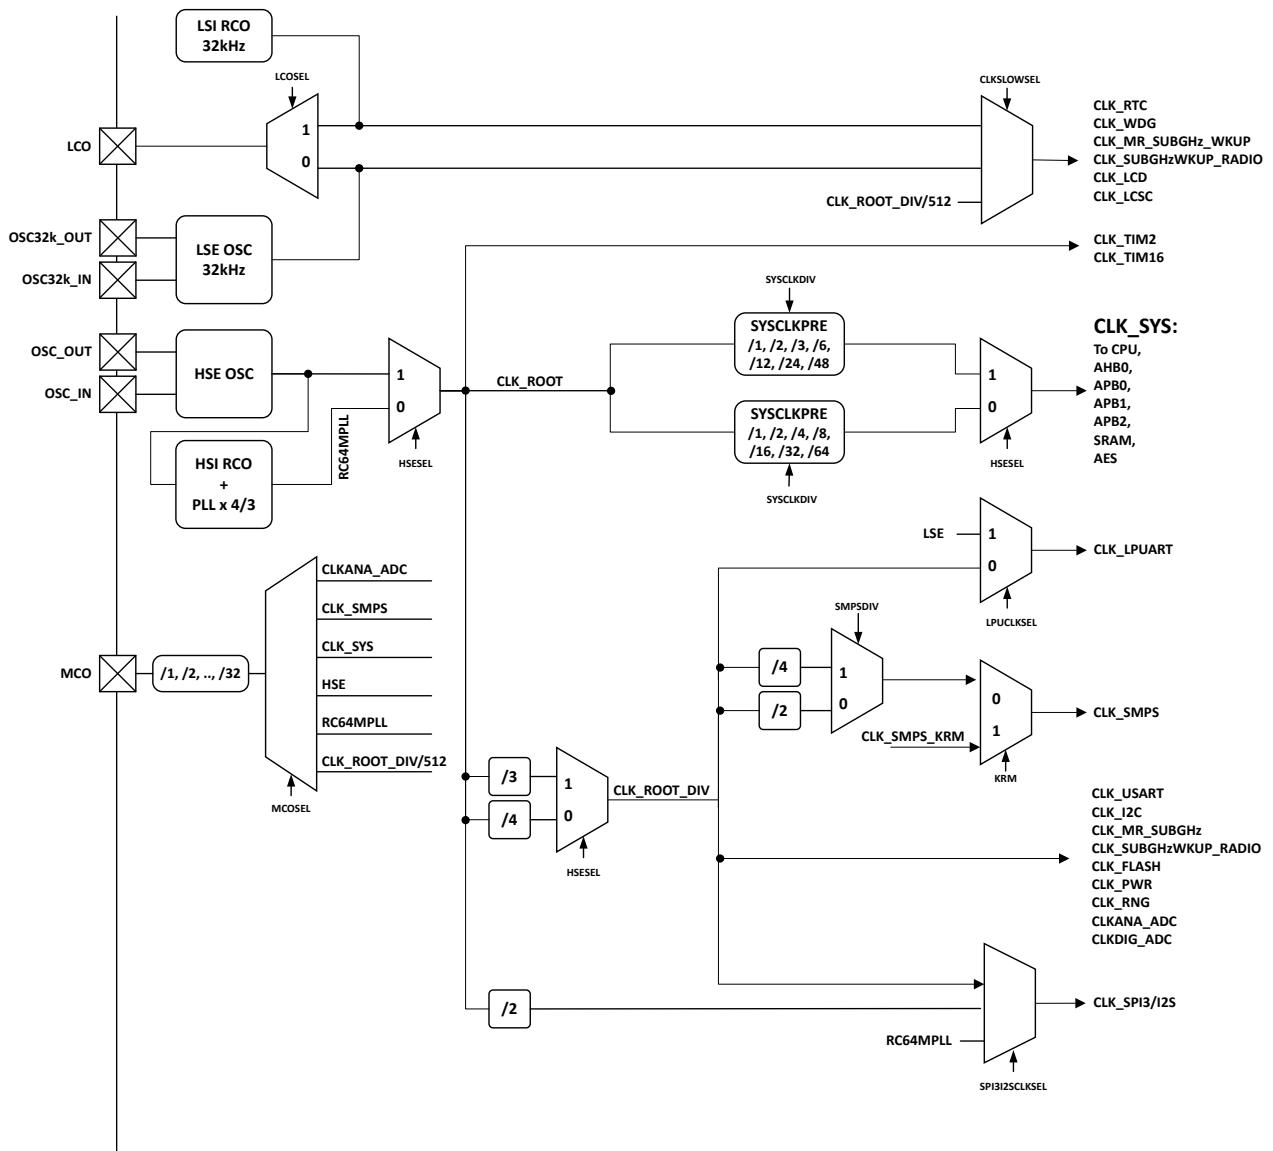 LSI RCO
32kHz
LCOSEL
CLKSLOWSEL
1
0
LCO
CLK_ROOT_DIV/512
CLK_RTC
CLK_WDG
CLK_MR_SUBGHz_WKUP
CLK_SUBGHzWKUP_RADIO
CLK_LCD
CLK_LCSC
OSC32k_OUT
OSC32k_IN
LSE OSC
32kHz
CLK_TIM2
CLK_TIM16
OSC_OUT
OSC_IN
HSE OSC
1
0
HSESEL
RC64MPLL
HSI RCO
+
PLL x 4/3
CLK_ROOT
SYSCLKDIV
SYSCLKPRE
/1, /2, /3, /6,
/12, /24, /48
SYSCLKPRE
/1, /2, /4, /8,
/16, /32, /64
SYSCLKDIV
1
0
HSESEL
CLK_SYS:
To CPU,
AHB0,
APB0,
APB1,
APB2,
SRAM,
AES
LSE
1
0
LPUCLKSEL
CLK_LPUART
MCO
/1, /2, .., /32
CLKANA_ADC
CLK_SMPS
CLK_SYS
HSE
RC64MPLL
CLK_ROOT_DIV/512
MCOSEL
SMPSDIV
/4
/2
1
0
CLK_SMPS_KRM
0
1
KRM
CLK_SMPS
/3
/4
1
0
HSESEL
CLK_ROOT_DIV
CLK_USART
CLK_I2C
CLK_MR_SUBGHz
CLK_SUBGHzWKUP_RADIO
CLK_FLASH
CLK_PWR
CLK_RNG
CLKANA_ADC
CLKDIG_ADC
/2
RC64MPLL
CLK_SPI3/I2S
SPI3I2SCLKSEL